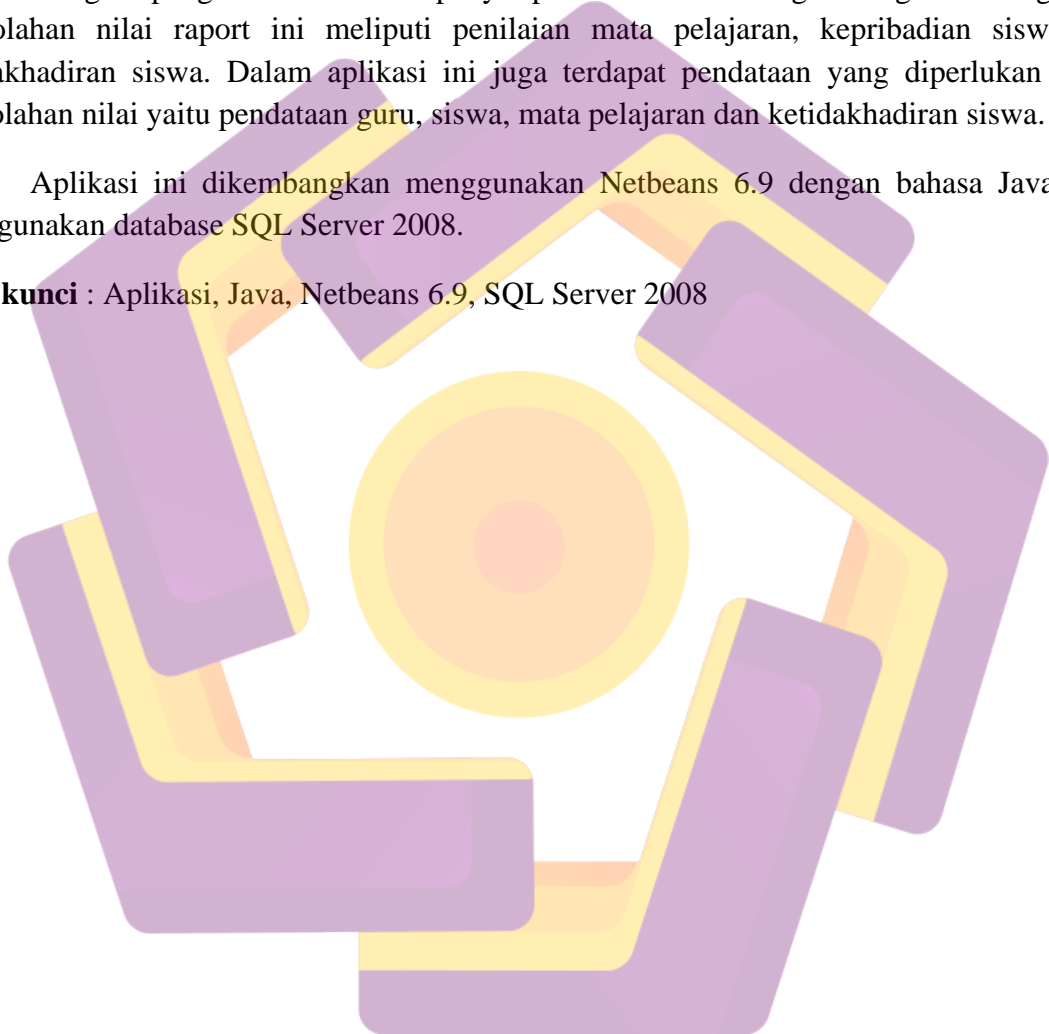 olahan nilai raport ini meliputi penilaian mata pelajaran, kepribadian sisw
akhadiran siswa. Dalam aplikasi ini juga terdapat pendataan yang diperlukan
olahan nilai yaitu pendataan guru, siswa, mata pelajaran dan ketidakhadiran siswa.
Aplikasi ini dikembangkan menggunakan Netbeans 6.9 dengan bahasa Java
gunakan database SQL Server 2008.
kunci : Aplikasi, Java, Netbeans 6.9, SQL Server 2008